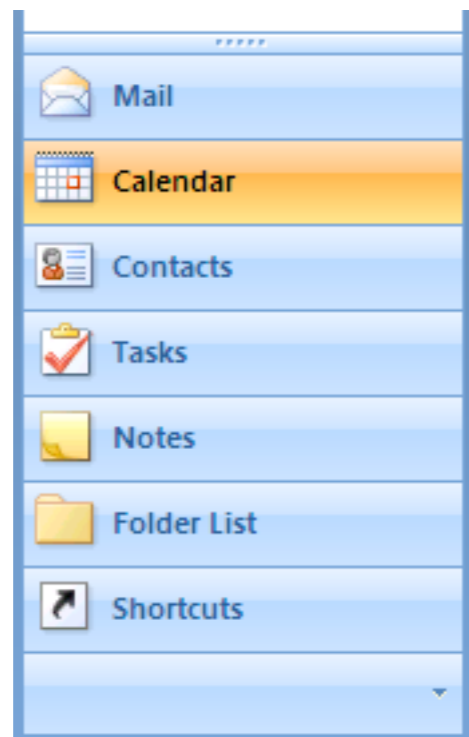 Mail
Calendar
Contacts
Tasks
Notes
Folder List
Shortcuts